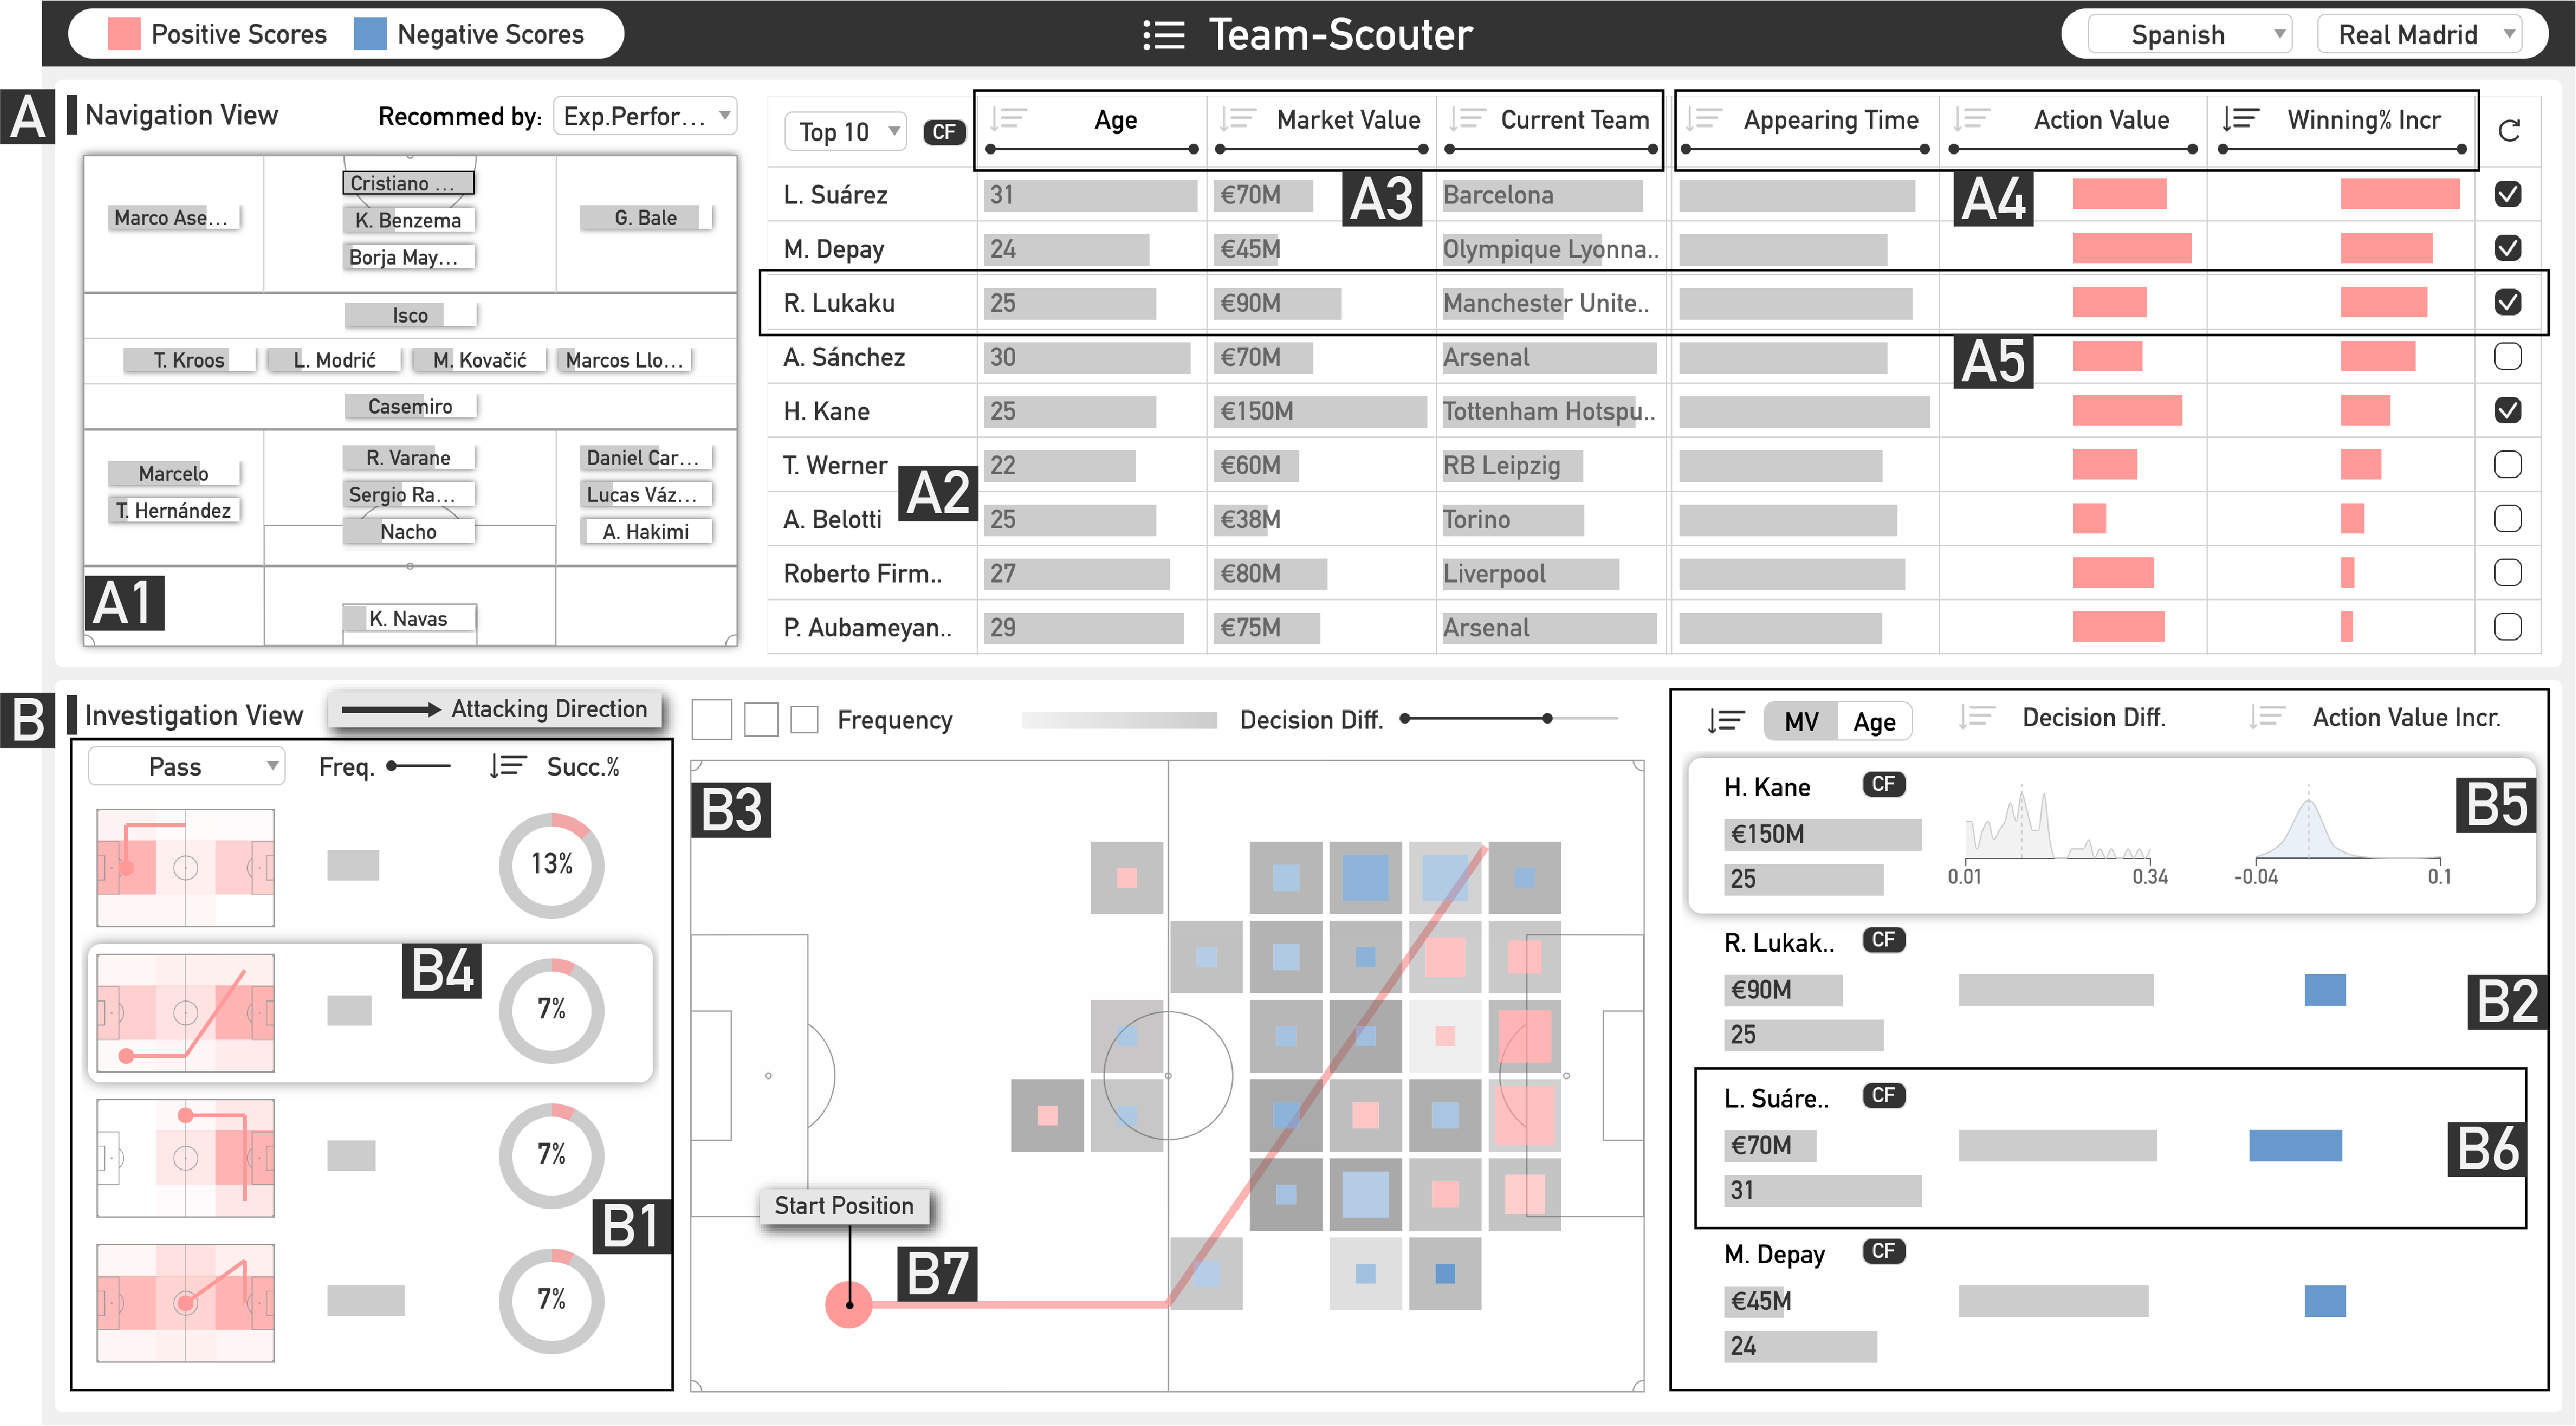 Positive Scores Negative Scores Team-Scouter Spanish Real Madrid
A Navigation View Recommed by: Exp.Perfor...
Cristiano ...
Marco Ase... K. Benzema G. Bale
Borja May...
Isco
T. Kroos L. Modrić M. Kovačić Marcos Llo...
Casemiro
R. Varane Daniel Car...
Marcelo
Sergio Ra... Lucas Váz...
T. Hernández
Nacho A. Hakimi
A1
K. Navas
Top 10 CF Age Market Value Current Team Appearing Time Action Value Winning% Incr
L. Suárez 31 €70M A3 Barcelona A4
M. Depay 24 €45M Olympique Lyonna..
R. Lukaku 25 €90M Manchester Unite..
A. Sánchez 30 €70M Arsenal A5
H. Kane 25 €150M Tottenham Hotspu..
T. Werner 22 €60M RB Leipzig
A2
A. Belotti 25 €38M Torino
Roberto Firm.. 27 €80M Liverpool
P. Aubameyan.. 29 €75M Arsenal
B Investigation View Attacking Direction
Pass Freq. Succ.%
13%
B4
7%
7%
B1
7%
Frequency Decision Diff.
B3
Start Position
B7
MV Age Decision Diff. Action Value Incr.
H. Kane CF B5
€150M
25 0.01 0.34 -0.04 0.1
R. Lukak.. CF
€90M B2
25
L. Suáre.. CF
€70M B6
31
M. Depay CF
€45M
24